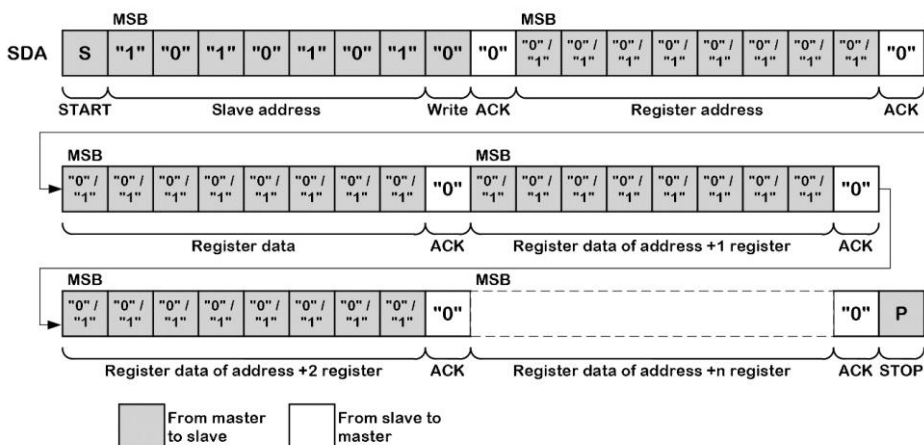 MSB MSB
SDA S "1" "0" "1" "0" "1" "0" "1" "0" "0" "0" / "1" "0" / "1" "0" / "1" "0" / "1" "0" / "1" "0" / "1" "0" / "1" "0" / "1" "0"
START Slave address Write ACK Register address ACK
MSB MSB
"0" / "1" "0" / "1" "0" / "1" "0" / "1" "0" / "1" "0" / "1" "0" / "1" "0" / "1" "0" "0" / "1" "0" / "1" "0" / "1" "0" / "1" "0" / "1" "0" / "1" "0" / "1" "0" / "1" "0"
Register data ACK Register data of address +1 register ACK
MSB MSB
"0" / "1" "0" / "1" "0" / "1" "0" / "1" "0" / "1" "0" / "1" "0" / "1" "0" / "1" "0" "0" P
Register data of address +2 register ACK Register data of address +n register ACK STOP
From master From slave to
to slave master